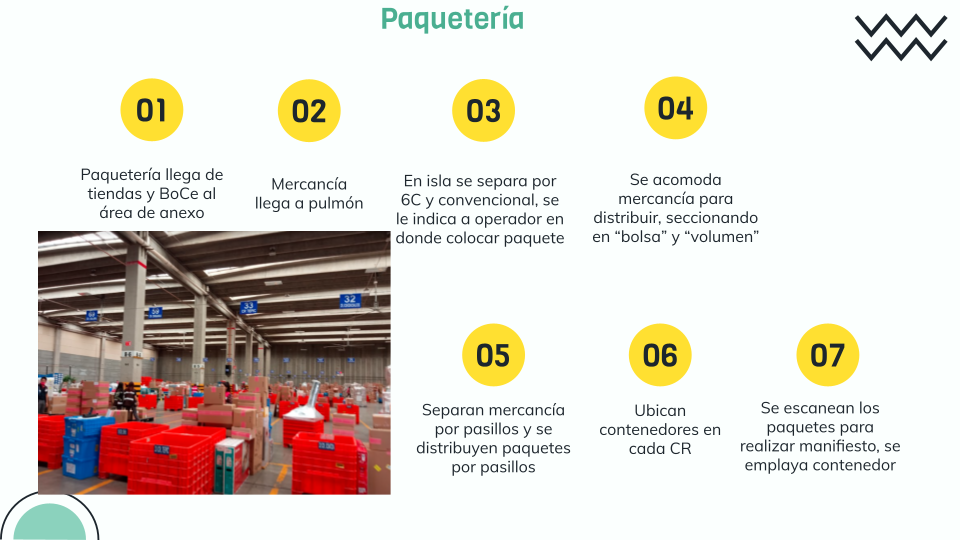 Paquetería
01
Paquetería llega de
tiendas y BoCe al
área de anexo
02
Mercancía
llega a pulmón
03
En isla se separa por
6C y convencional, se
le indica a operador en
donde colocar paquete
04
Se acomoda
mercancía para
distribuir, seccionando
en “bolsa” y “volumen”
33
32
05
Separan mercancía
por pasillos y se
distribuyen paquetes
por pasillos
06
Ubican
contenedores en
cada CR
07
Se escanean los
paquetes para
realizar manifiesto, se
emplaya contenedor